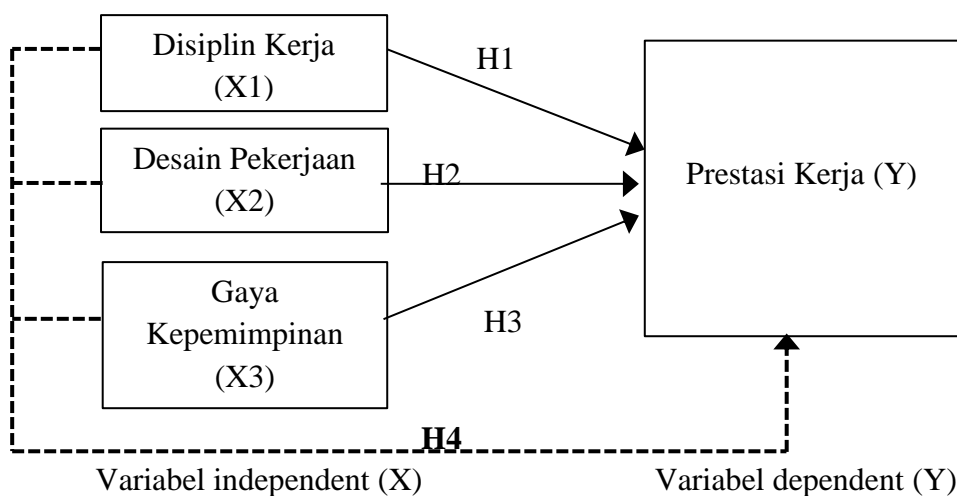 Disiplin Kerja
(X1)
H1
Desain Pekerjaan
(X2)
H2
Prestasi Kerja (Y)
Gaya
Kepemimpinan
(X3)
H3
H4
Variabel independent (X)
Variabel dependent (Y)